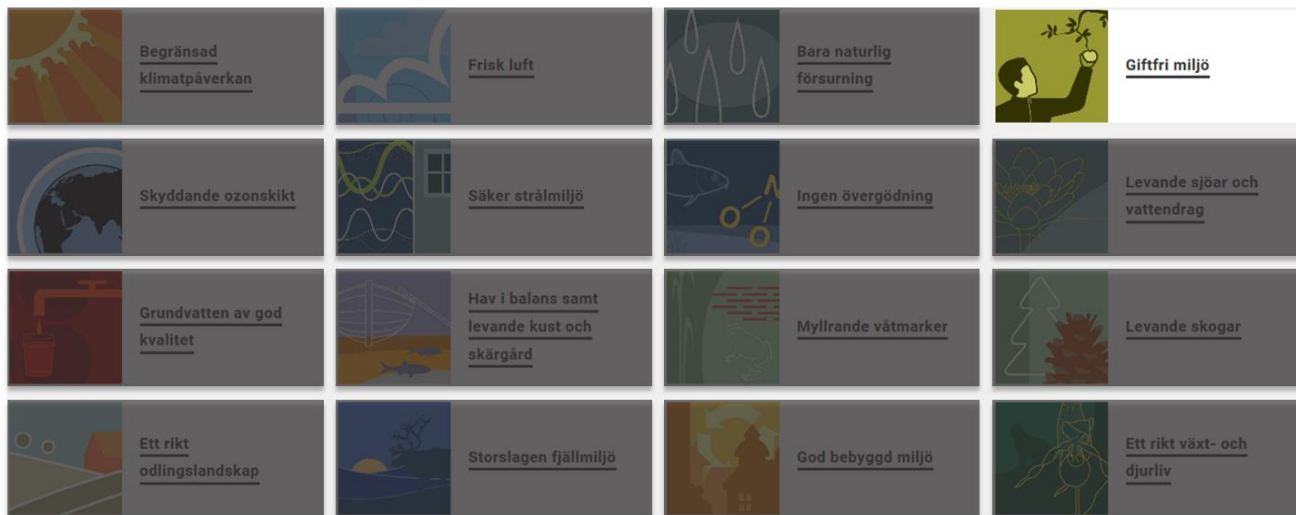 Begränsad
klimatpåverkan
Frisk luft
Bara naturlig
försurning
Giftfri miljö
Skyddande ozonskikt
Säker strålmiljö
Ingen övergödning
Levande sjöar och
vattendrag
Grundvatten av god
kvalitet
Hav i balans samt
levande kust och
skärgård
Myllrande våtmarker
Levande skogar
Ett rikt
odlingslandskap
Storslagen fjällmiljö
God bebyggd miljö
Ett rikt växt- och
djurliv
N
O
O